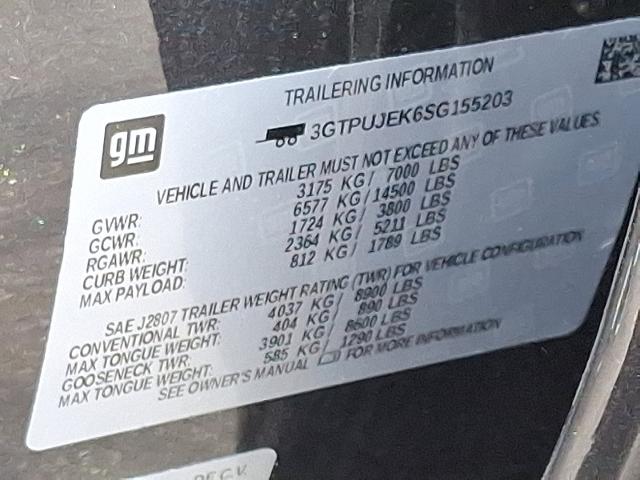 TRAILERING INFORMATION
gm
3GTPUJEK6SG155203
VEHICLE AND TRAILER MUST NOT EXCEED ANY OF THESE VALUES
GVWR: 3175 KG/ 7000 LBS
GCWR: 6577 KG/14500 LBS
RGAWR: 1724 KG/ 3800 LBS
CURB WEIGHT: 2364 KG/ 5211 LBS
MAX PAYLOAD: 812 KG/ 1789 LBS
SAE J2807 TRAILER WEIGHT RATING (TWR) FOR VEHICLE CONFIGURATION
CONVENTIONAL TWR: 4037 KG/ 8900 LBS
MAX TONGUE WEIGHT: 404 KG/ 890 LBS
GOOSENECK TWR: 3901 KG/ 8600 LBS
MAX TONGUE WEIGHT: 585 KG/ 1290 LBS
SEE OWNER'S MANUAL FOR MORE INFORMATION
DE C.V.